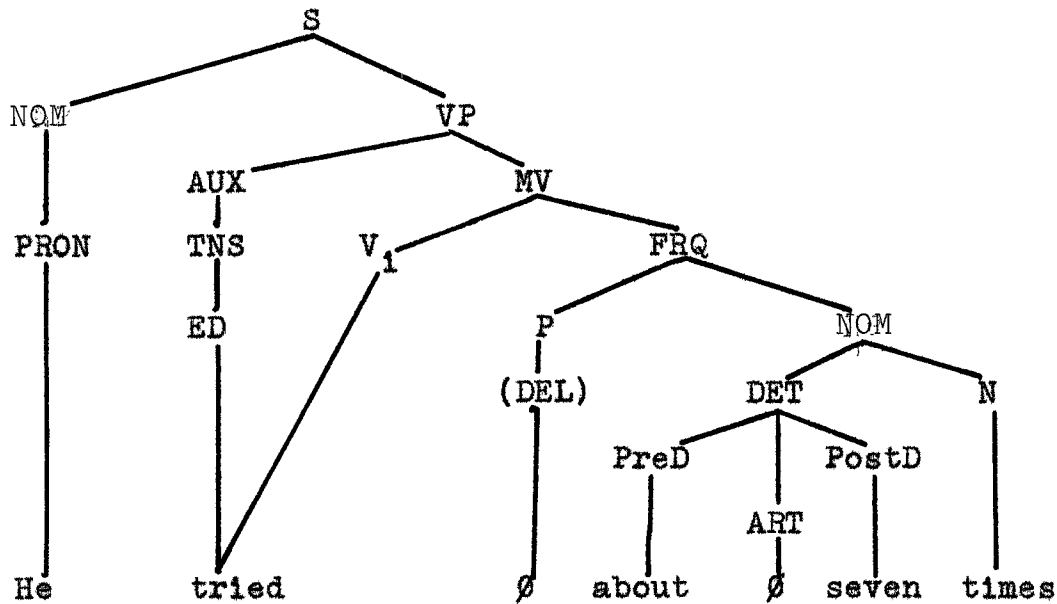 S
NOM VP
AUX MV
PRON TNS V₁ FRQ
ED P NOM
(DEL) DET N
PreD PostD
ART
He tried Ø about Ø seven times